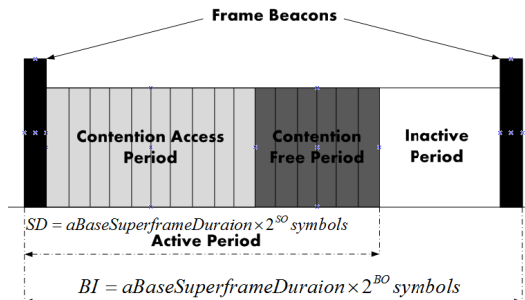 Frame Beacons
Contention Access
Period
Contention
Free Period
Inactive
Period
SD = aBaseSuperframeDuraion × 2^SO symbols
Active Period
BI = aBaseSuperframeDuraion × 2^BO symbols